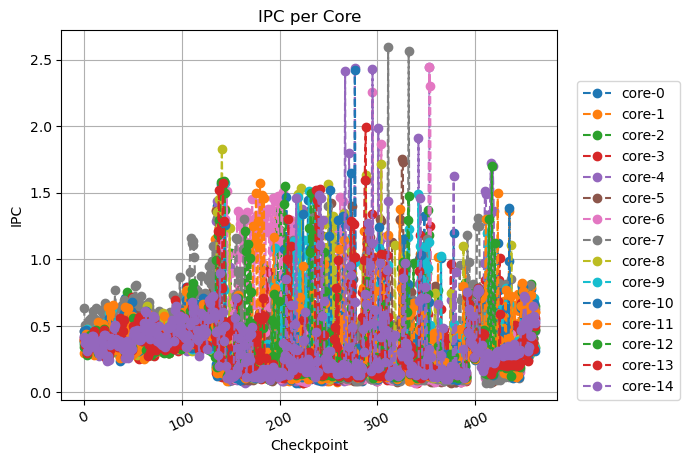 IPC per Core
2.5
2.0
1.5
1.0
0.5
0.0
IPC
0
100
200
300
400
Checkpoint
core-0
core-1
core-2
core-3
core-4
core-5
core-6
core-7
core-8
core-9
core-10
core-11
core-12
core-13
core-14